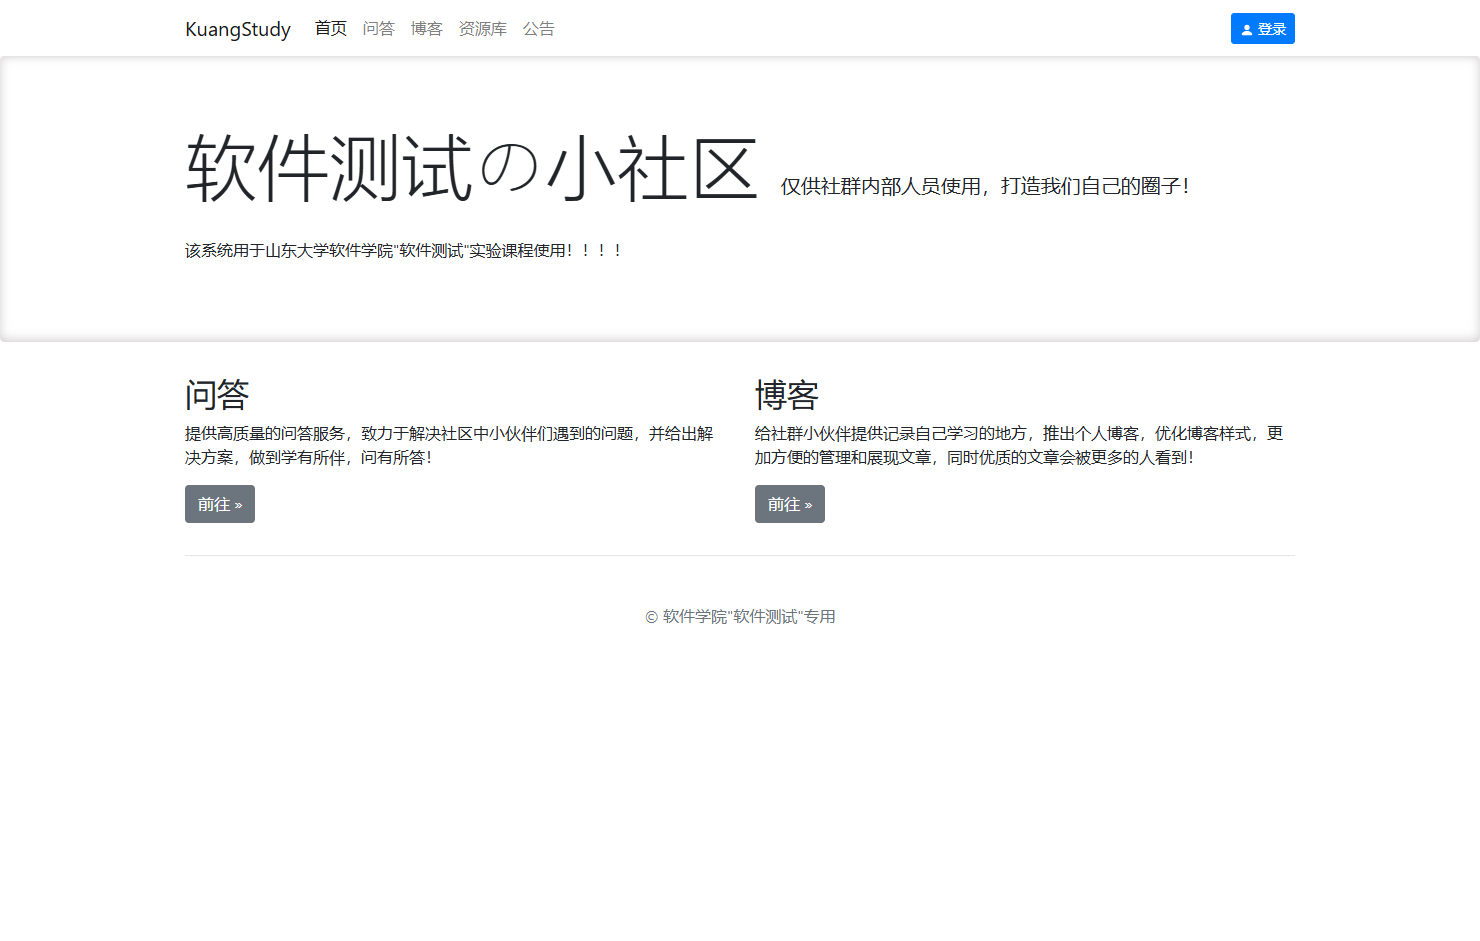 KuangStudy 首页 问答 博客 资源库 公告 登录
软件测试の小社区 仅供社群内部人员使用，打造我们自己的圈子！
该系统用于山东大学软件学院"软件测试"实验课程使用！！！！
问答
提供高质量的问答服务，致力于解决社区中小伙伴们遇到的问题，并给出解
决方案，做到学有所伴，问有所答！
前往 »
博客
给社群小伙伴提供记录自己学习的地方，推出个人博客，优化博客样式，更
加方便的管理和展现文章，同时优质的文章会被更多的人看到！
前往 »
© 软件学院"软件测试"专用